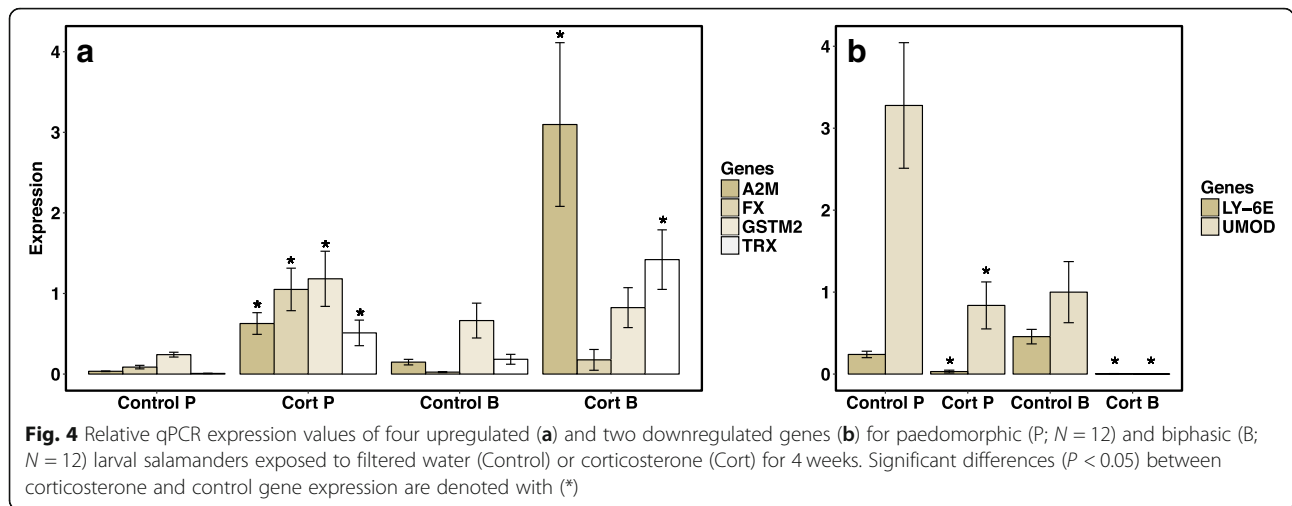 a
4
3
2
1
0
Expression
*
*
*
*
*
*
Control P
Cort P
Control B
Cort B
Genes
A2M
FX
GSTM2
TRX
b
4
3
2
1
0
*
*
*
*
Control P
Cort P
Control B
Cort B
Genes
LY−6E
UMOD
Fig. 4 Relative qPCR expression values of four upregulated (a) and two downregulated genes (b) for paedomorphic (P; N = 12) and biphasic (B;
N = 12) larval salamanders exposed to filtered water (Control) or corticosterone (Cort) for 4 weeks. Significant differences (P < 0.05) between
corticosterone and control gene expression are denoted with (*)